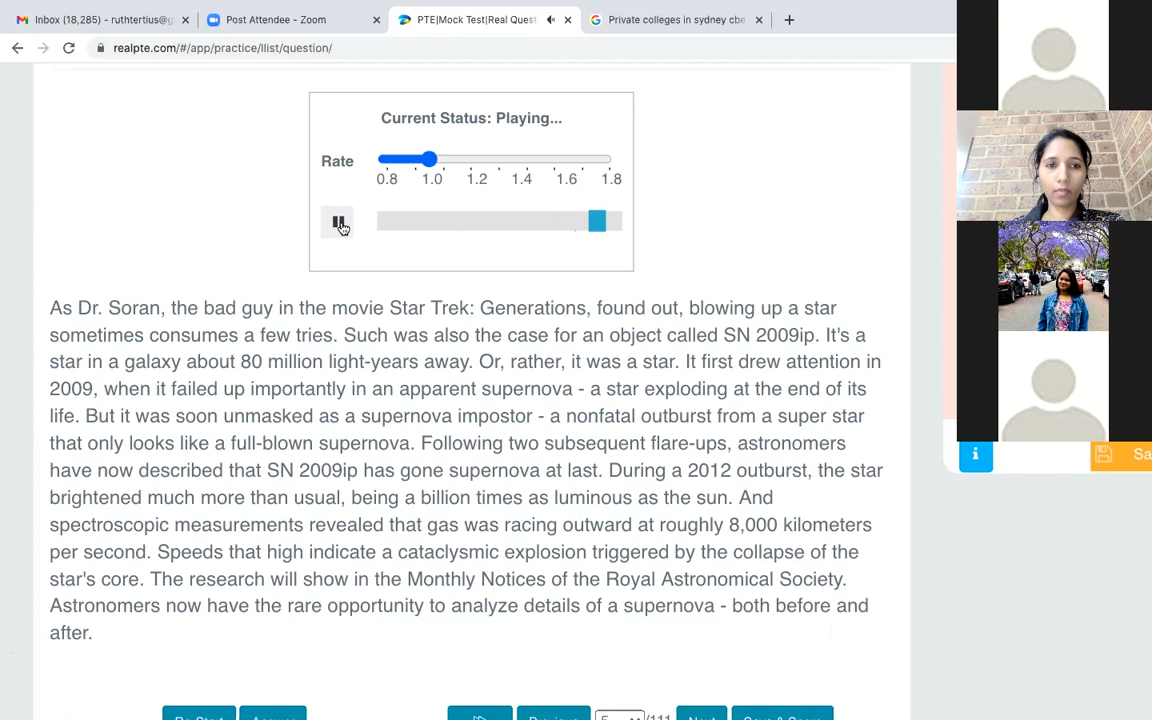 Inbox (18,285) - ruthtertius@g
Post Attendee - Zoom
PTE|Mock Test|Real Quest
Private colleges in sydney cbe
realpte.com/#/app/practice/llist/question/
Current Status: Playing...
Rate
0.8 1.0 1.2 1.4 1.6 1.8
As Dr. Soran, the bad guy in the movie Star Trek: Generations, found out, blowing up a star
sometimes consumes a few tries. Such was also the case for an object called SN 2009ip. It's a
star in a galaxy about 80 million light-years away. Or, rather, it was a star. It first drew attention in
2009, when it failed up importantly in an apparent supernova - a star exploding at the end of its
life. But it was soon unmasked as a supernova impostor - a nonfatal outburst from a super star
that only looks like a full-blown supernova. Following two subsequent flare-ups, astronomers
have now described that SN 2009ip has gone supernova at last. During a 2012 outburst, the star
brightened much more than usual, being a billion times as luminous as the sun. And
spectroscopic measurements revealed that gas was racing outward at roughly 8,000 kilometers
per second. Speeds that high indicate a cataclysmic explosion triggered by the collapse of the
star's core. The research will show in the Monthly Notices of the Royal Astronomical Society.
Astronomers now have the rare opportunity to analyze details of a supernova - both before and
after.
Sa
Re-Start Answer Previous 5 /111 Next Save & Score